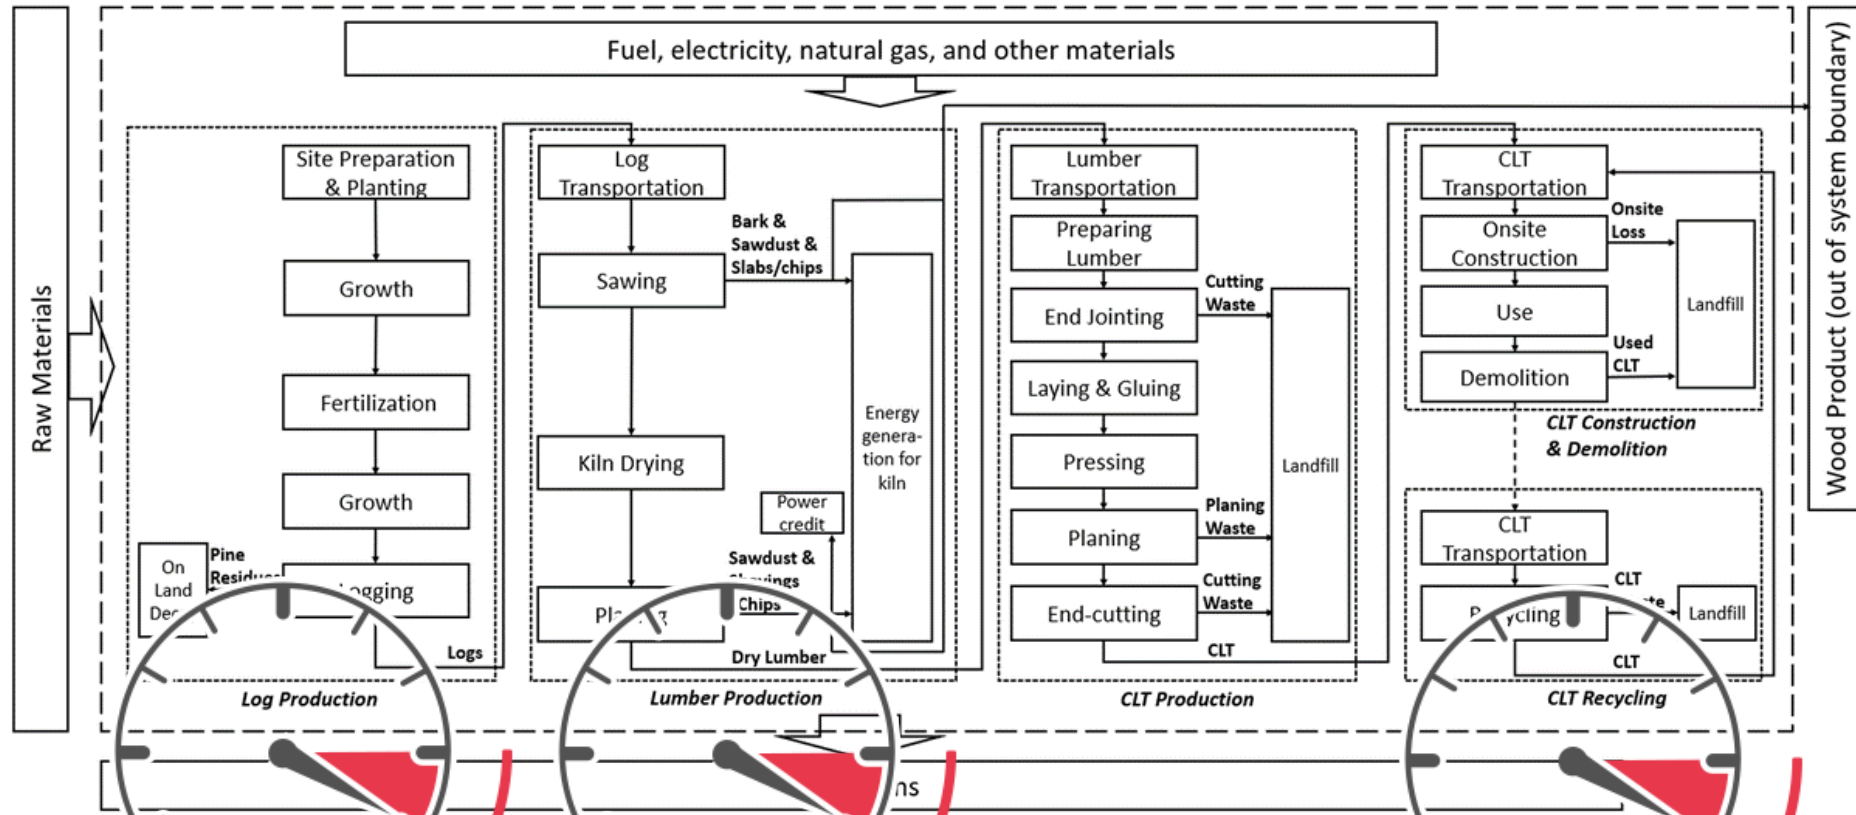 Fuel, electricity, natural gas, and other materials
Raw Materials
Wood Product (out of system boundary)
Site Preparation
& Planting
Growth
Fertilization
Growth
On
Land
Pine
Logs
Log Production
Log
Transportation
Bark &
Sawdust &
Slabs/chips
Sawing
Kiln Drying
Energy
genera-
tion for
kiln
Power
credit
Sawdust &
Chips
Dry Lumber
Lumber Production
Lumber
Transportation
Preparing
Lumber
Cutting
Waste
End Jointing
Laying & Gluing
Pressing
Landfill
Planing
Waste
Planing
Cutting
Waste
End-cutting
CLT
CLT Production
CLT
Transportation
Onsite
Loss
Onsite
Construction
Use
Landfill
Used
CLT
Demolition
CLT Construction
& Demolition
CLT
Transportation
CLT
Landfill
CLT
CLT Recycling